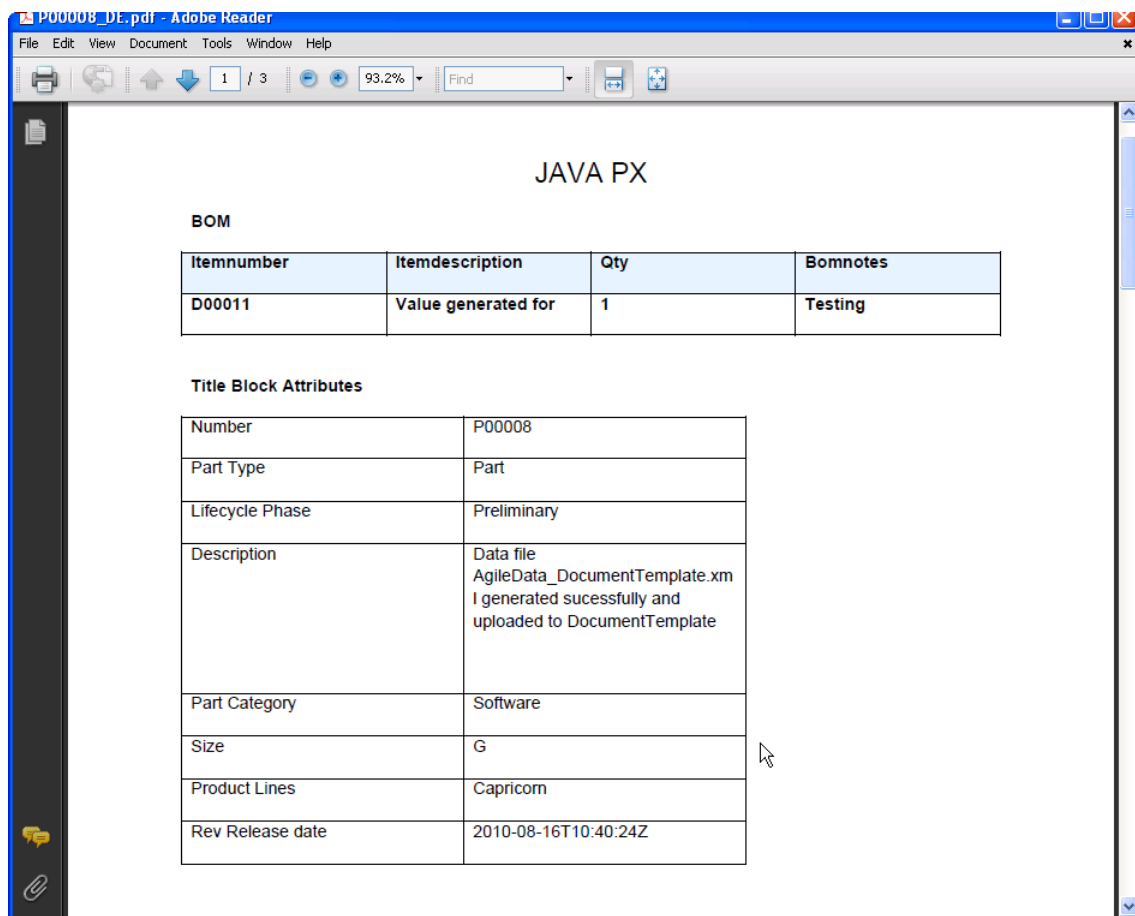 P00008_DE.pdf - Adobe Reader
File Edit View Document Tools Window Help
1 / 3 93.2% Find
JAVA PX
BOM
Itemnumber Itemdescription Qty Bomnotes
D00011 Value generated for 1 Testing
Title Block Attributes
Number P00008
Part Type Part
Lifecycle Phase Preliminary
Description Data file
AgileData_DocumentTemplate.xm
l generated sucessfully and
uploaded to DocumentTemplate
Part Category Software
Size G
Product Lines Capricorn
Rev Release date 2010-08-16T10:40:24Z